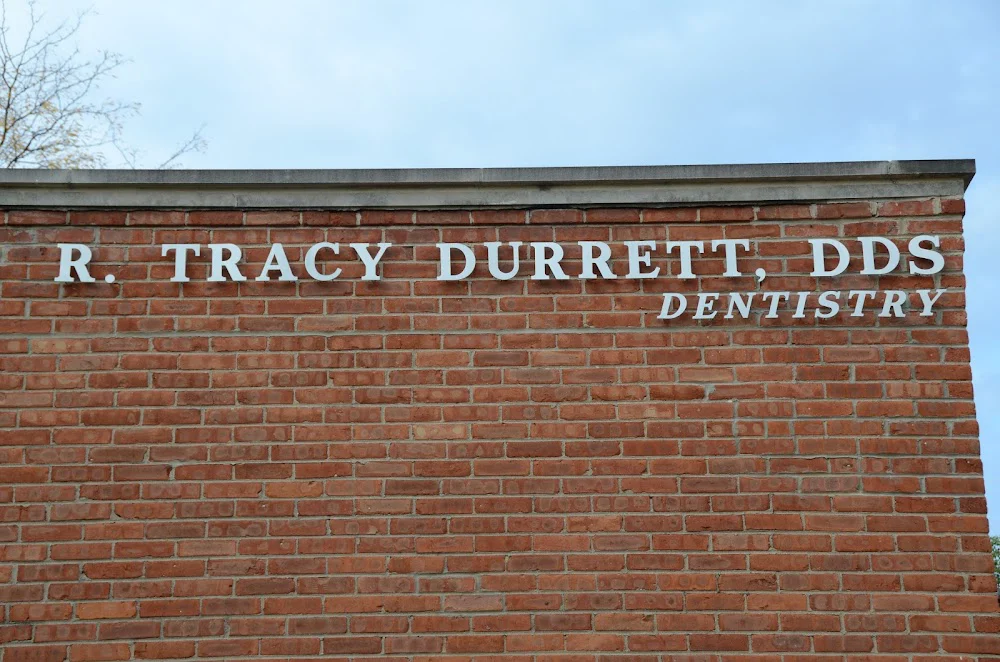 R. TRACY DURRETT, DDS
DENTISTRY